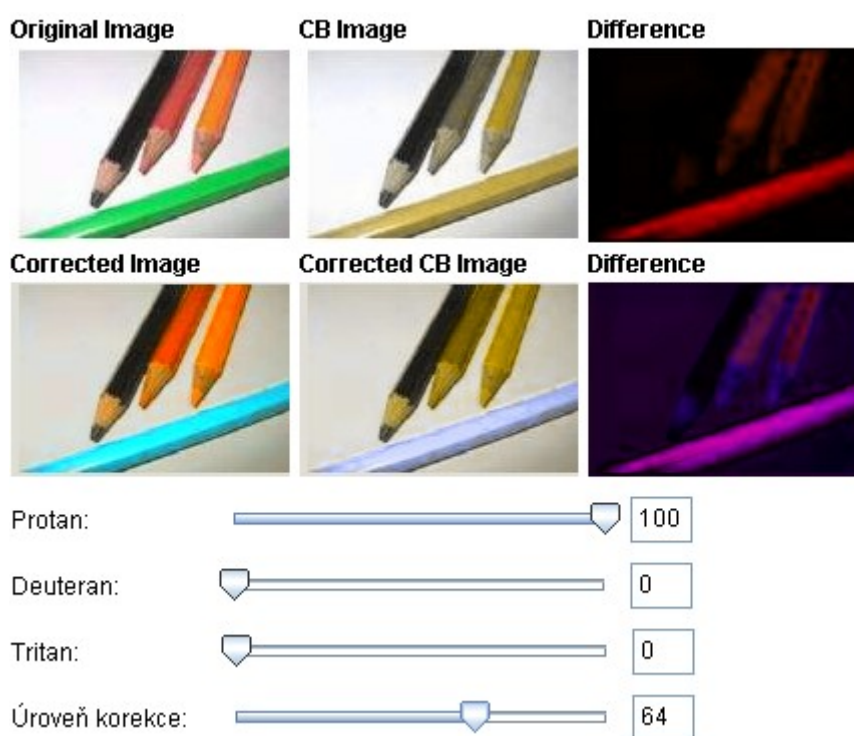 Original Image CB Image Difference
Corrected Image Corrected CB Image Difference
Protan: 100
Deuteran: 0
Tritan: 0
Úroveň korekce: 64